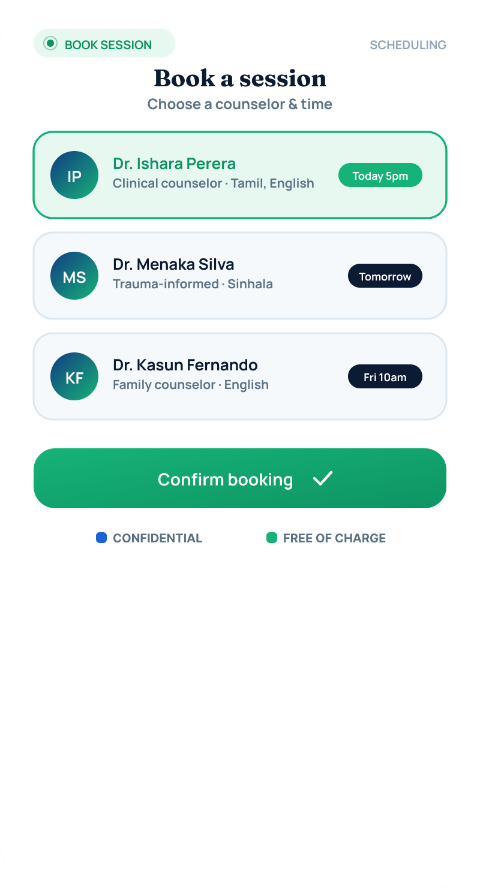 BOOK SESSION
SCHEDULING
Book a session
Choose a counselor & time
IP
Dr. Ishara Perera
Clinical counselor · Tamil, English
Today 5pm
MS
Dr. Menaka Silva
Trauma-informed · Sinhala
Tomorrow
KF
Dr. Kasun Fernando
Family counselor · English
Fri 10am
Confirm booking
CONFIDENTIAL
FREE OF CHARGE